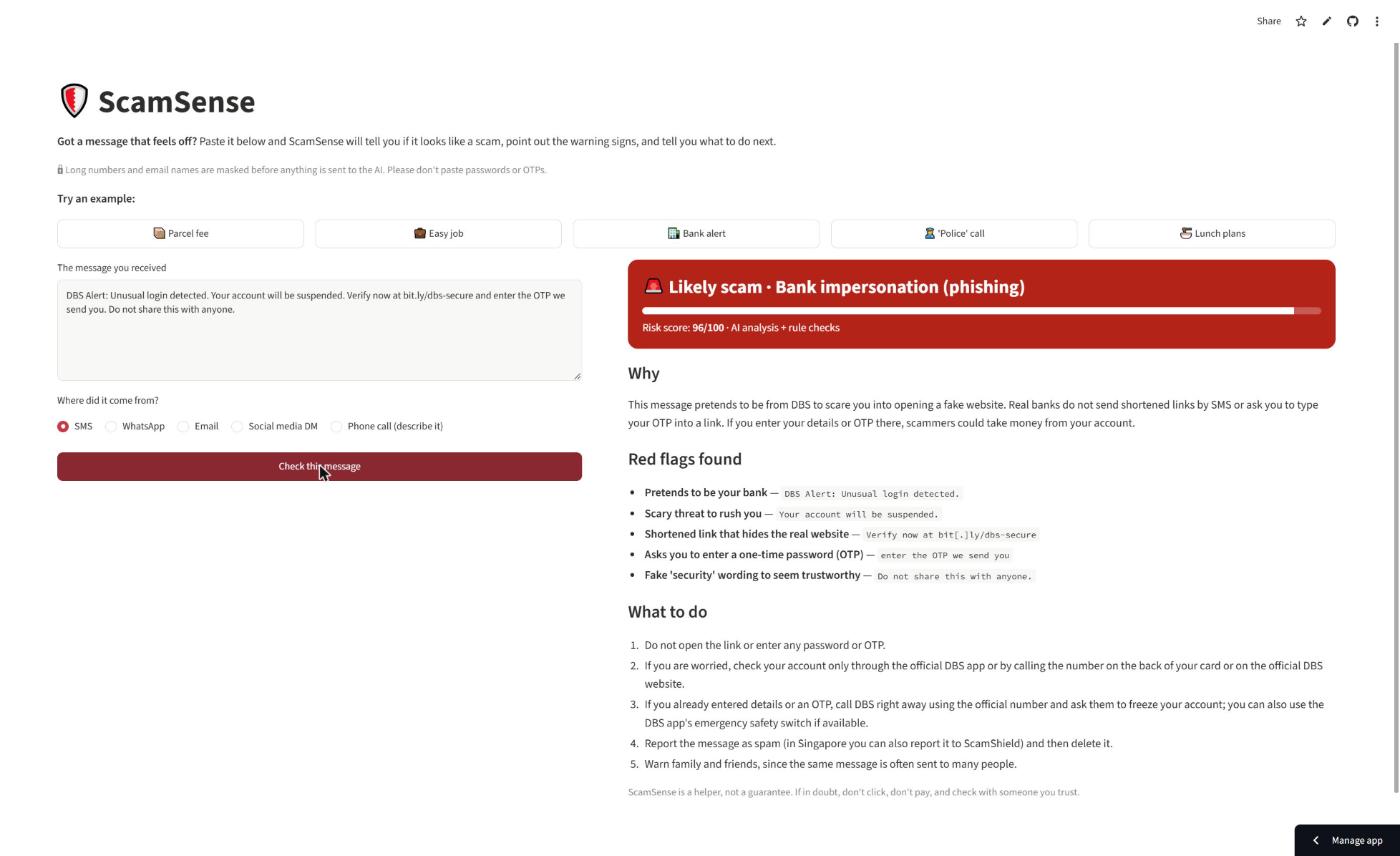 Share
ScamSense
Got a message that feels off? Paste it below and ScamSense will tell you if it looks like a scam, point out the warning signs, and tell you what to do next.
Long numbers and email names are masked before anything is sent to the AI. Please don't paste passwords or OTPs.
Try an example:
Parcel fee
Easy job
Bank alert
'Police' call
Lunch plans
The message you received
DBS Alert: Unusual login detected. Your account will be suspended. Verify now at bit.ly/dbs-secure and enter the OTP we
send you. Do not share this with anyone.
Where did it come from?
SMS
WhatsApp
Email
Social media DM
Phone call (describe it)
Check this message
Likely scam · Bank impersonation (phishing)
Risk score: 96/100 · AI analysis + rule checks
Why
This message pretends to be from DBS to scare you into opening a fake website. Real banks do not send shortened links by SMS or ask you to type
your OTP into a link. If you enter your details or OTP there, scammers could take money from your account.
Red flags found
• Pretends to be your bank — DBS Alert: Unusual login detected.
• Scary threat to rush you — Your account will be suspended.
• Shortened link that hides the real website — Verify now at bit[.]ly/dbs-secure
• Asks you to enter a one-time password (OTP) — enter the OTP we send you
• Fake 'security' wording to seem trustworthy — Do not share this with anyone.
What to do
1. Do not open the link or enter any password or OTP.
2. If you are worried, check your account only through the official DBS app or by calling the number on the back of your card or on the official DBS
website.
3. If you already entered details or an OTP, call DBS right away using the official number and ask them to freeze your account; you can also use the
DBS app's emergency safety switch if available.
4. Report the message as spam (in Singapore you can also report it to ScamShield) and then delete it.
5. Warn family and friends, since the same message is often sent to many people.
ScamSense is a helper, not a guarantee. If in doubt, don't click, don't pay, and check with someone you trust.
Manage app